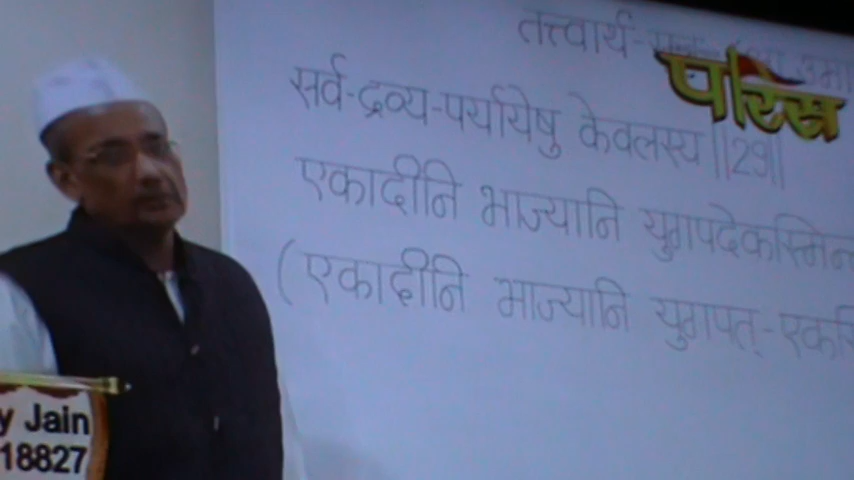 तत्त्वार्थ-
पारस
सर्व-द्रव्य-पर्यायेषु केवलस्य ||29||
एकादीनि भाज्यानि युगपदेकस्मिन्
(एकादीनि भाज्यानि युगपत्-
y Jain
18827